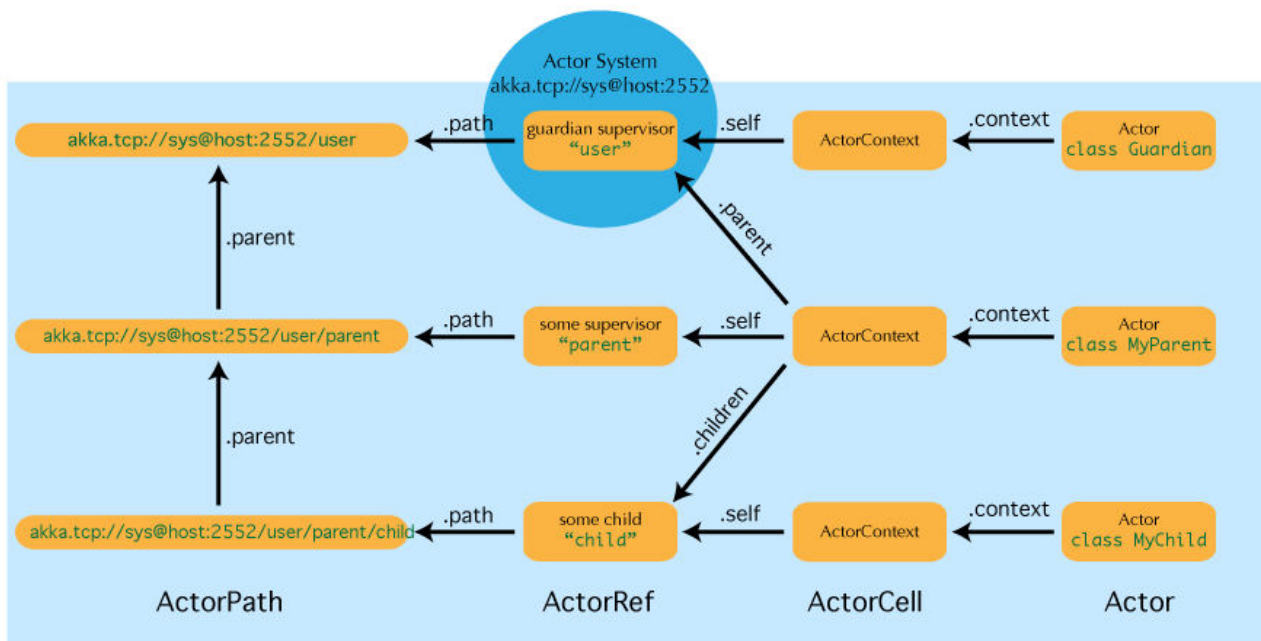 Actor System
akka.tcp://sys@host:2552
akka.tcp://sys@host:2552/user
.path
guardian supervisor
“user”
.self
ActorContext
.context
Actor
class Guardian
.parent
.parent
akka.tcp://sys@host:2552/user/parent
.path
some supervisor
“parent”
.self
ActorContext
.context
Actor
class MyParent
.parent
.children
akka.tcp://sys@host:2552/user/parent/child
.path
some child
“child”
.self
ActorContext
.context
Actor
class MyChild
ActorPath
ActorRef
ActorCell
Actor